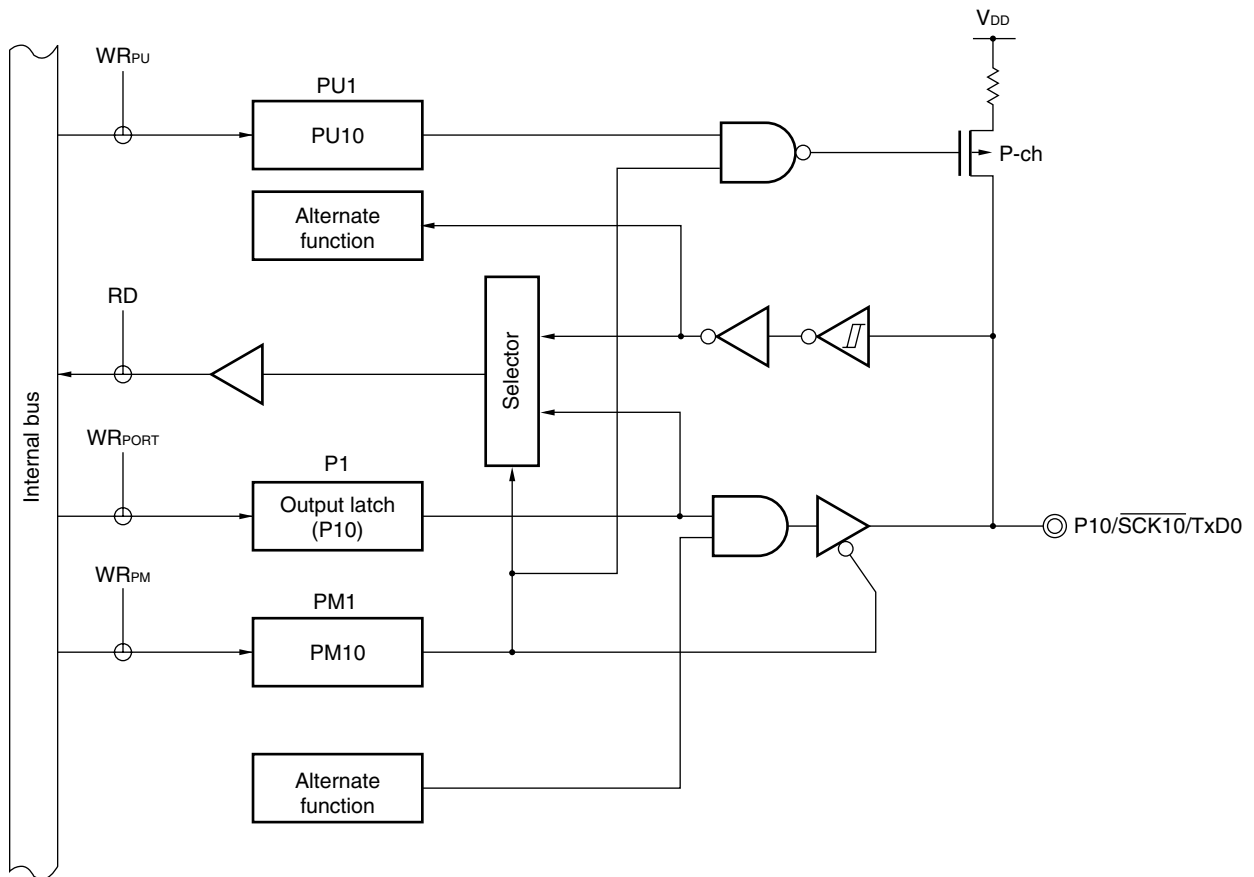 VDD
WRPU
PU1
PU10
P-ch
Alternate
function
RD
Selector
Internal bus
WRPORT
P1
Output latch
(P10)
P10/SCK10/TxD0
WRPM
PM1
PM10
Alternate
function